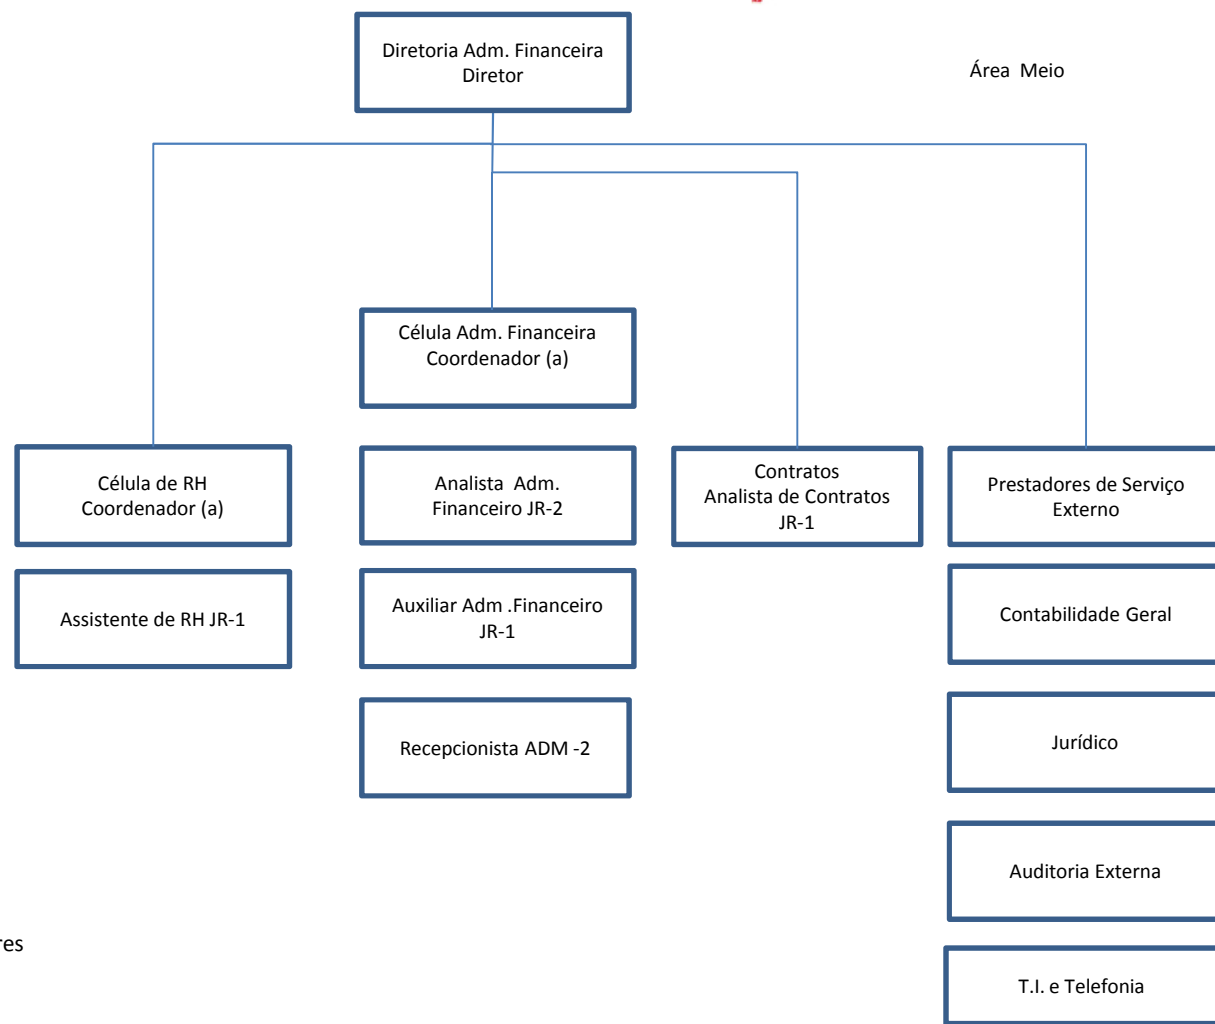 Diretoria Adm. Financeira
Diretor
Área  Meio
Célula Adm. Financeira
Coordenador (a)
Célula de RH
Coordenador (a)
Analista  Adm.
Financeiro JR-2
Contratos
Analista de Contratos
JR-1
Prestadores de Serviço
Externo
Assistente de RH JR-1
Auxiliar Adm .Financeiro
JR-1
Contabilidade Geral
Recepcionista ADM -2
Jurídico
Auditoria Externa
res
T.I. e Telefonia